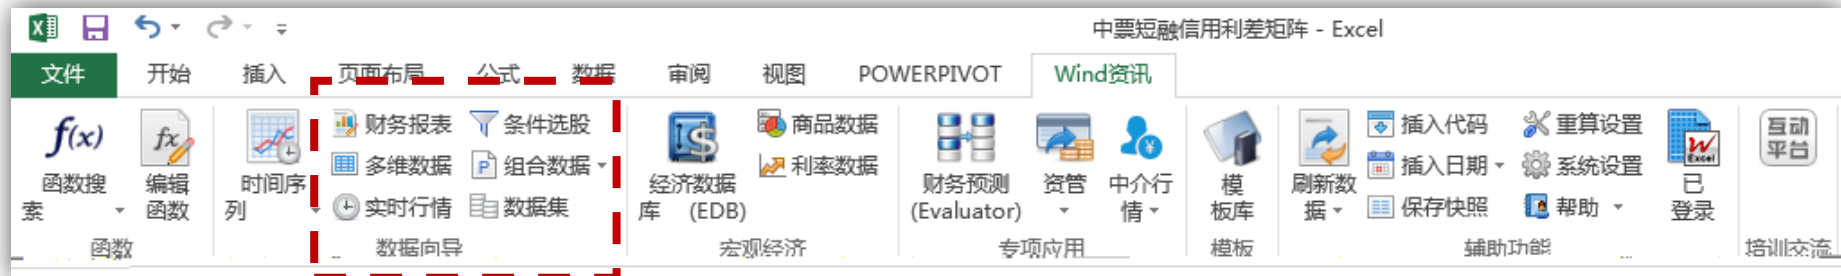 中票短融信用利差矩阵 - Excel
文件 开始 插入 页面布局 公式 数据 审阅 视图 POWERPIVOT Wind资讯
f(x) 函数搜索
fx 编辑函数
函数
时间序列
财务报表 条件选股
多维数据 组合数据
实时行情 数据集
数据向导
经济数据库 (EDB)
商品数据
利率数据
宏观经济
财务预测 (Evaluator)
资管
中介行情
专项应用
模板库
模板
刷新数据
插入代码 重算设置
插入日期 系统设置
保存快照 帮助
W Excel
已登录
辅助功能
互动平台
培训交流